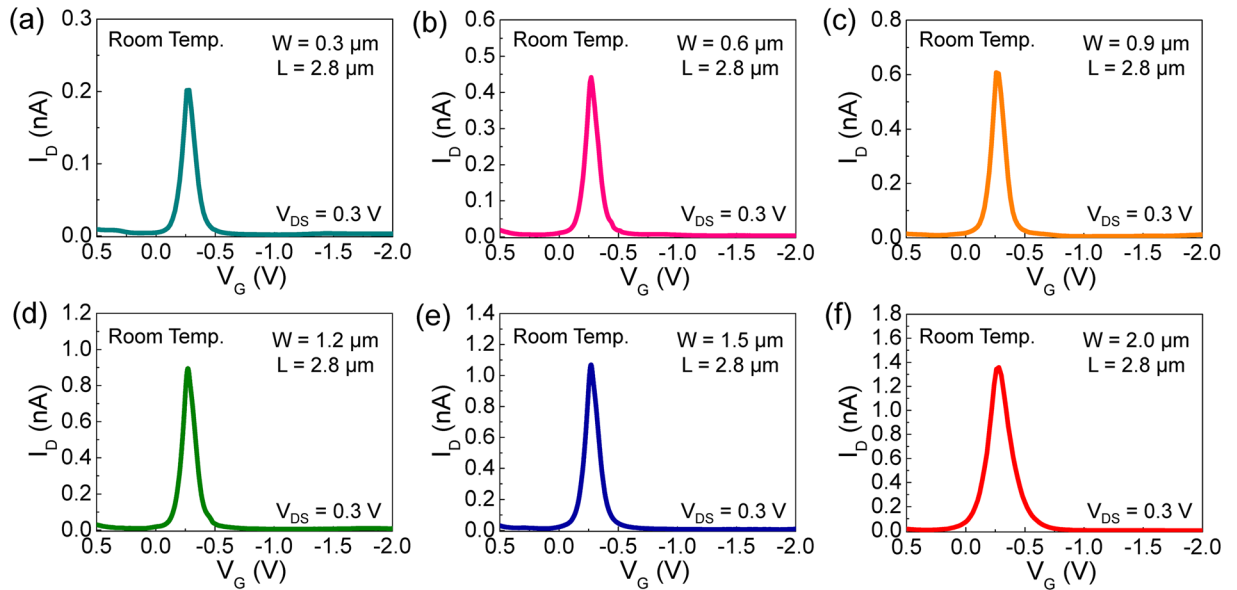 (a)
0.3
0.2
0.1
0.0
I_D (nA)
Room Temp.
W = 0.3 μm
L = 2.8 μm
V_DS = 0.3 V
0.5 0.0 -0.5 -1.0 -1.5 -2.0
V_G (V)
(b)
0.6
0.5
0.4
0.3
0.2
0.1
0.0
I_D (nA)
Room Temp.
W = 0.6 μm
L = 2.8 μm
V_DS = 0.3 V
0.5 0.0 -0.5 -1.0 -1.5 -2.0
V_G (V)
(c)
0.8
0.6
0.4
0.2
0.0
I_D (nA)
Room Temp.
W = 0.9 μm
L = 2.8 μm
V_DS = 0.3 V
0.5 0.0 -0.5 -1.0 -1.5 -2.0
V_G (V)
(d)
1.2
1.0
0.8
0.6
0.4
0.2
0.0
I_D (nA)
Room Temp.
W = 1.2 μm
L = 2.8 μm
V_DS = 0.3 V
0.5 0.0 -0.5 -1.0 -1.5 -2.0
V_G (V)
(e)
1.4
1.2
1.0
0.8
0.6
0.4
0.2
0.0
I_D (nA)
Room Temp.
W = 1.5 μm
L = 2.8 μm
V_DS = 0.3 V
0.5 0.0 -0.5 -1.0 -1.5 -2.0
V_G (V)
(f)
1.8
1.6
1.4
1.2
1.0
0.8
0.6
0.4
0.2
0.0
I_D (nA)
Room Temp.
W = 2.0 μm
L = 2.8 μm
V_DS = 0.3 V
0.5 0.0 -0.5 -1.0 -1.5 -2.0
V_G (V)